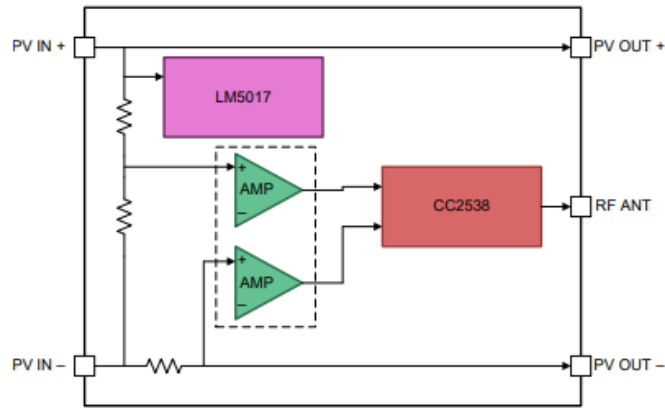 PV IN +
PV OUT +
LM5017
+
AMP
–
CC2538
RF ANT
+
AMP
–
PV IN –
PV OUT –